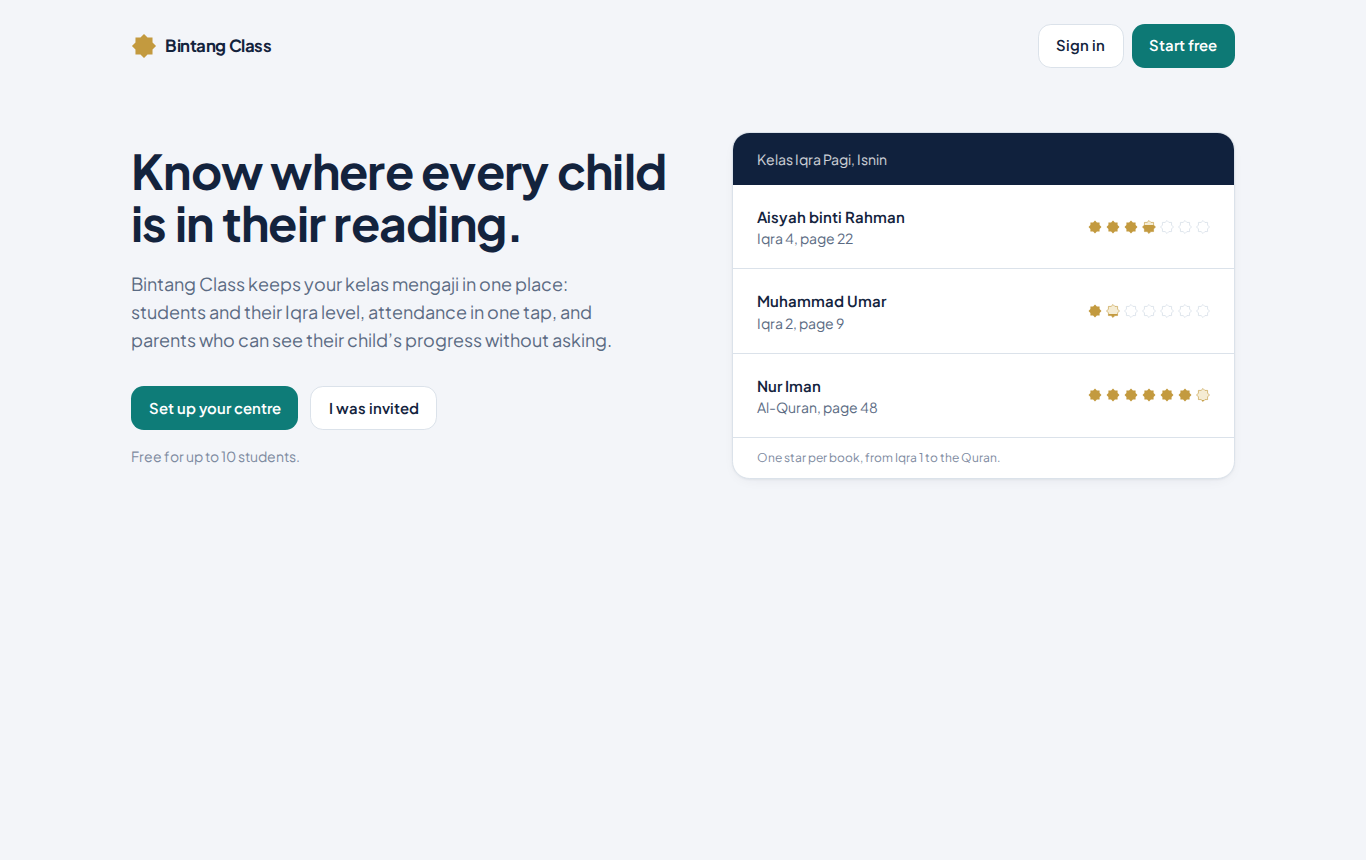 Bintang Class
Sign in
Start free
Know where every child
is in their reading.
Bintang Class keeps your kelas mengaji in one place:
students and their Iqra level, attendance in one tap, and
parents who can see their child’s progress without asking.
Set up your centre
I was invited
Free for up to 10 students.
Kelas Iqra Pagi, Isnin
Aisyah binti Rahman
Iqra 4, page 22
Muhammad Umar
Iqra 2, page 9
Nur Iman
Al-Quran, page 48
One star per book, from Iqra 1 to the Quran.